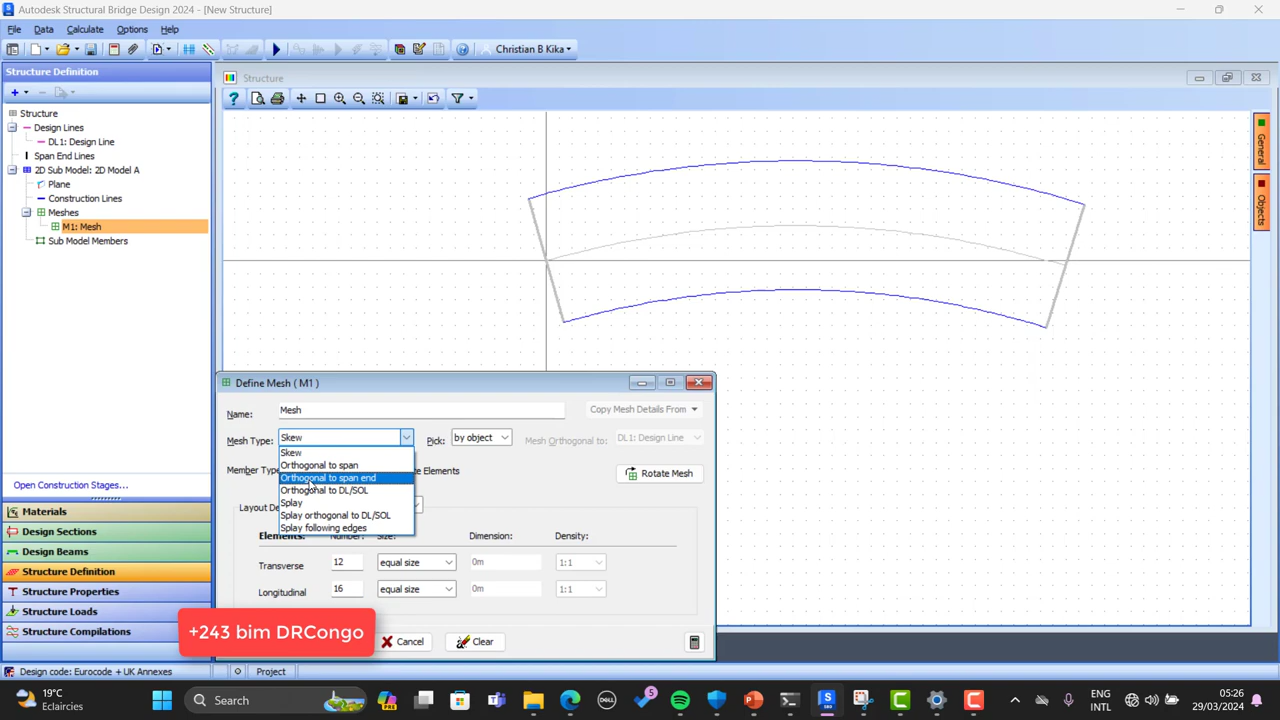 Autodesk Structural Bridge Design 2024 - [New Structure]
File Data Calculate Options Help
Christian B Kika
Structure Definition
Structure
Design Lines
DL1: Design Line
Span End Lines
2D Sub Model: 2D Model A
Plane
Construction Lines
Meshes
M1: Mesh
Sub Model Members
Open Construction Stages...
Materials
Design Sections
Design Beams
Structure Definition
Structure Properties
Structure Loads
Structure Compilations
Structure
General
Objects
Define Mesh ( M1 )
Name: Mesh Copy Mesh Details From
Mesh Type: Skew Pick: by object Mesh Orthogonal to: DL1: Design Line
Skew
Orthogonal to span
Orthogonal to span end
Orthogonal to DL/SOL
Splay
Splay orthogonal to DL/SOL
Splay following edges
Member Typ e Elements Rotate Mesh
Layout De
Elements: Number: Size: Dimension: Density:
Transverse 12 equal size 0m 1:1
Longitudinal 16 equal size 0m 1:1
Cancel Clear
+243 bim DRCongo
Design code: Eurocode + UK Annexes Project
19°C
Eclaircies
Search
PRE
DELL
5
SBD
ENG
INTL
05:26
29/03/2024